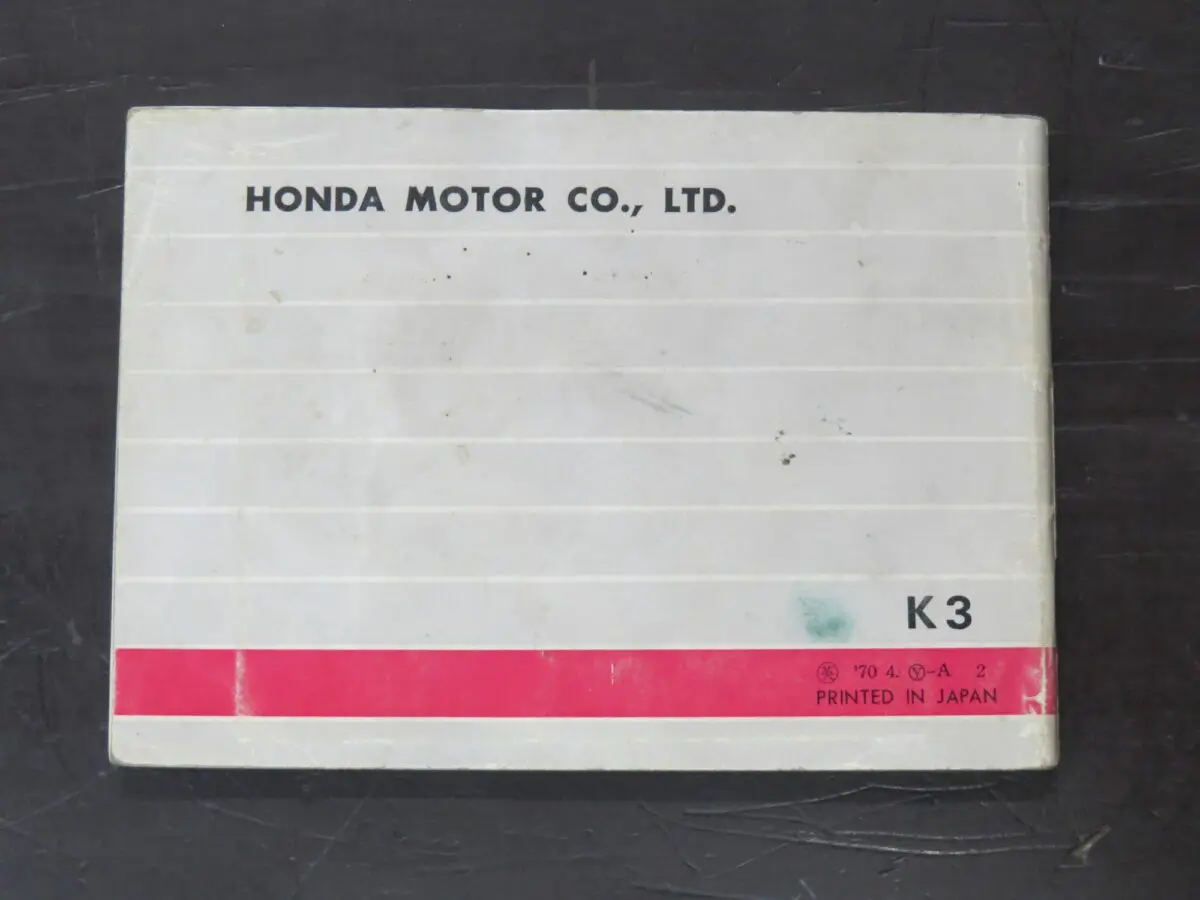 HONDA MOTOR CO., LTD.
K3
'70 4. Ⓨ-A 2
PRINTED IN JAPAN